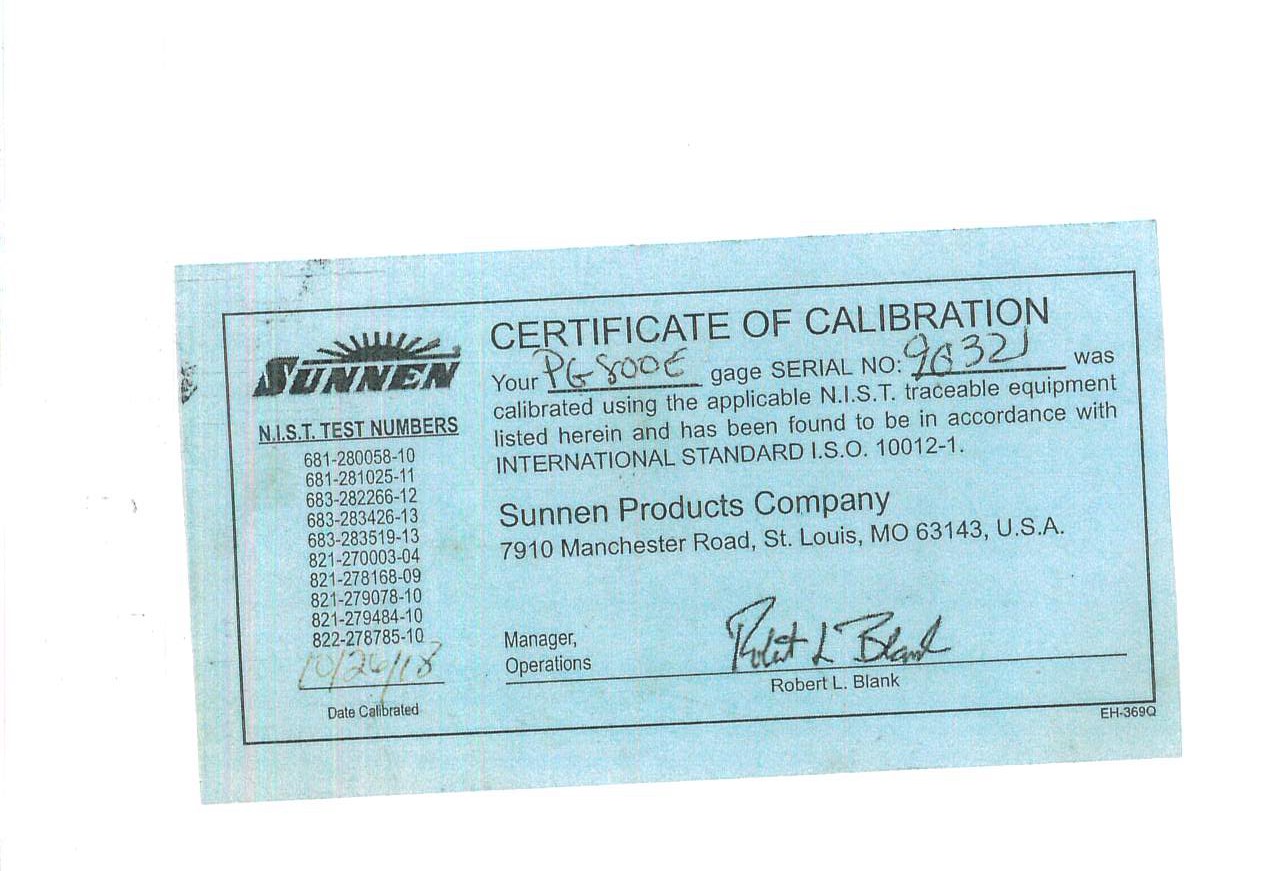 SUNNEN
N.I.S.T. TEST NUMBERS
681-280058-10
681-281025-11
683-282266-12
683-283426-13
683-283519-13
821-270003-04
821-278168-09
821-279078-10
821-279484-10
822-278785-10
10/26/18
Date Calibrated
CERTIFICATE OF CALIBRATION
Your PG800E gage SERIAL NO: was
calibrated using the applicable N.I.S.T. traceable equipment
listed herein and has been found to be in accordance with
INTERNATIONAL STANDARD I.S.O. 10012-1.
Sunnen Products Company
7910 Manchester Road, St. Louis, MO 63143, U.S.A.
Manager,
Operations
Robert L Blank
Robert L. Blank
EH-369Q